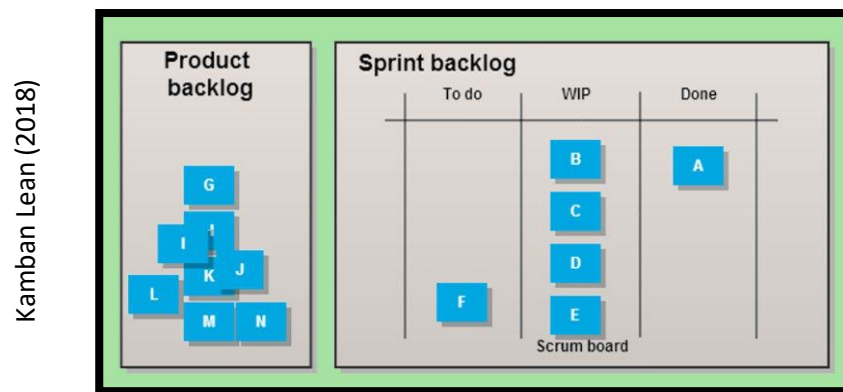 Kamban Lean (2018)
Product
backlog
G
I
K
J
L
M
N
Sprint backlog
To do
WIP
Done
B
A
C
D
F
E
Scrum board